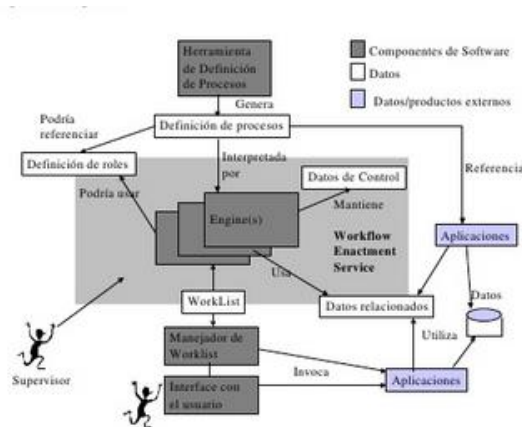 Herramienta
de Definición
de Procesos
Componentes de Software
Datos
Datos/productos externos
Genera
Podría
referenciar
Definición de procesos
Definición de roles
Interpretada
por
Datos de Control
Referencia
Podría usar
Engine(s)
Mantiene
Workflow
Enactment
Service
Aplicaciones
Usa
WorkList
Datos relacionados
Datos
Manejador de
Worklist
Utiliza
Supervisor
Interface con
el usuario
Invoca
Aplicaciones